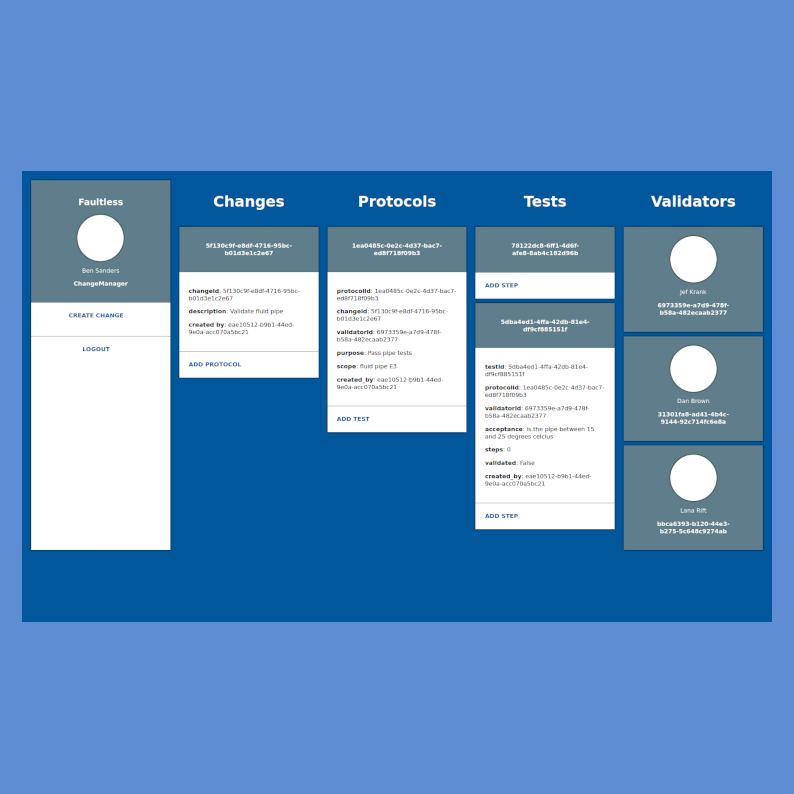 Faultless
Ben Sanders
ChangeManager
CREATE CHANGE
LOGOUT
Changes
5f130c9f-e8df-4716-95bc-
b01d3e1c2e67
changeId: 5f130c9f-e8df-4716-95bc-
b01d3e1c2e67
description: Validate fluid pipe
created by: eae10512-b9b1-44ed-
9e0a-acc070a5bc21
ADD PROTOCOL
Protocols
1ea0485c-0e2c-4d37-bac7-
ed8f718f09b3
protocolId: 1ea0485c-0e2c-4d37-bac7-
ed8f718f09b3
changeId: 5f130c9f-e8df-4716-95bc-
b01d3e1c2e67
validatorId: 6973359e-a7d9-478f-
b58a-482ecaab2377
purpose: Pass pipe tests
scope: fluid pipe E3
created_by: eae10512-b9b1-44ed-
9e0a-acc070a5bc21
ADD TEST
Tests
78122dc8-6ff1-4d6f-
afe8-8ab4c182d96b
ADD STEP
5dba4ed1-4ffa-42db-81e4-
df9cf885151f
testId: 5dba4ed1-4ffa-42db-81e4-
df9cf885151f
protocolId: 1ea0485c-0e2c-4d37-bac7-
ed8f718f09b3
validatorId: 6973359e-a7d9-478f-
b58a-482ecaab2377
acceptance: is the pipe between 15
and 25 degrees celcius
steps: 0
validated: False
created_by: eae10512-b9b1-44ed-
9e0a-acc070a5bc21
ADD STEP
Validators
Jef Krank
6973359e-a7d9-478f-
b58a-482ecaab2377
Dan Brown
31301fa8-ad41-4b4c-
9144-92c714fc6e8a
Lana Rift
bbca6393-b120-44e3-
b275-5c648c9274ab